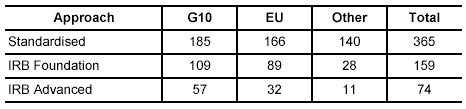 Approach G10 EU Other Total
Standardised 185 166 140 365
IRB Foundation 109 89 28 159
IRB Advanced 57 32 11 74